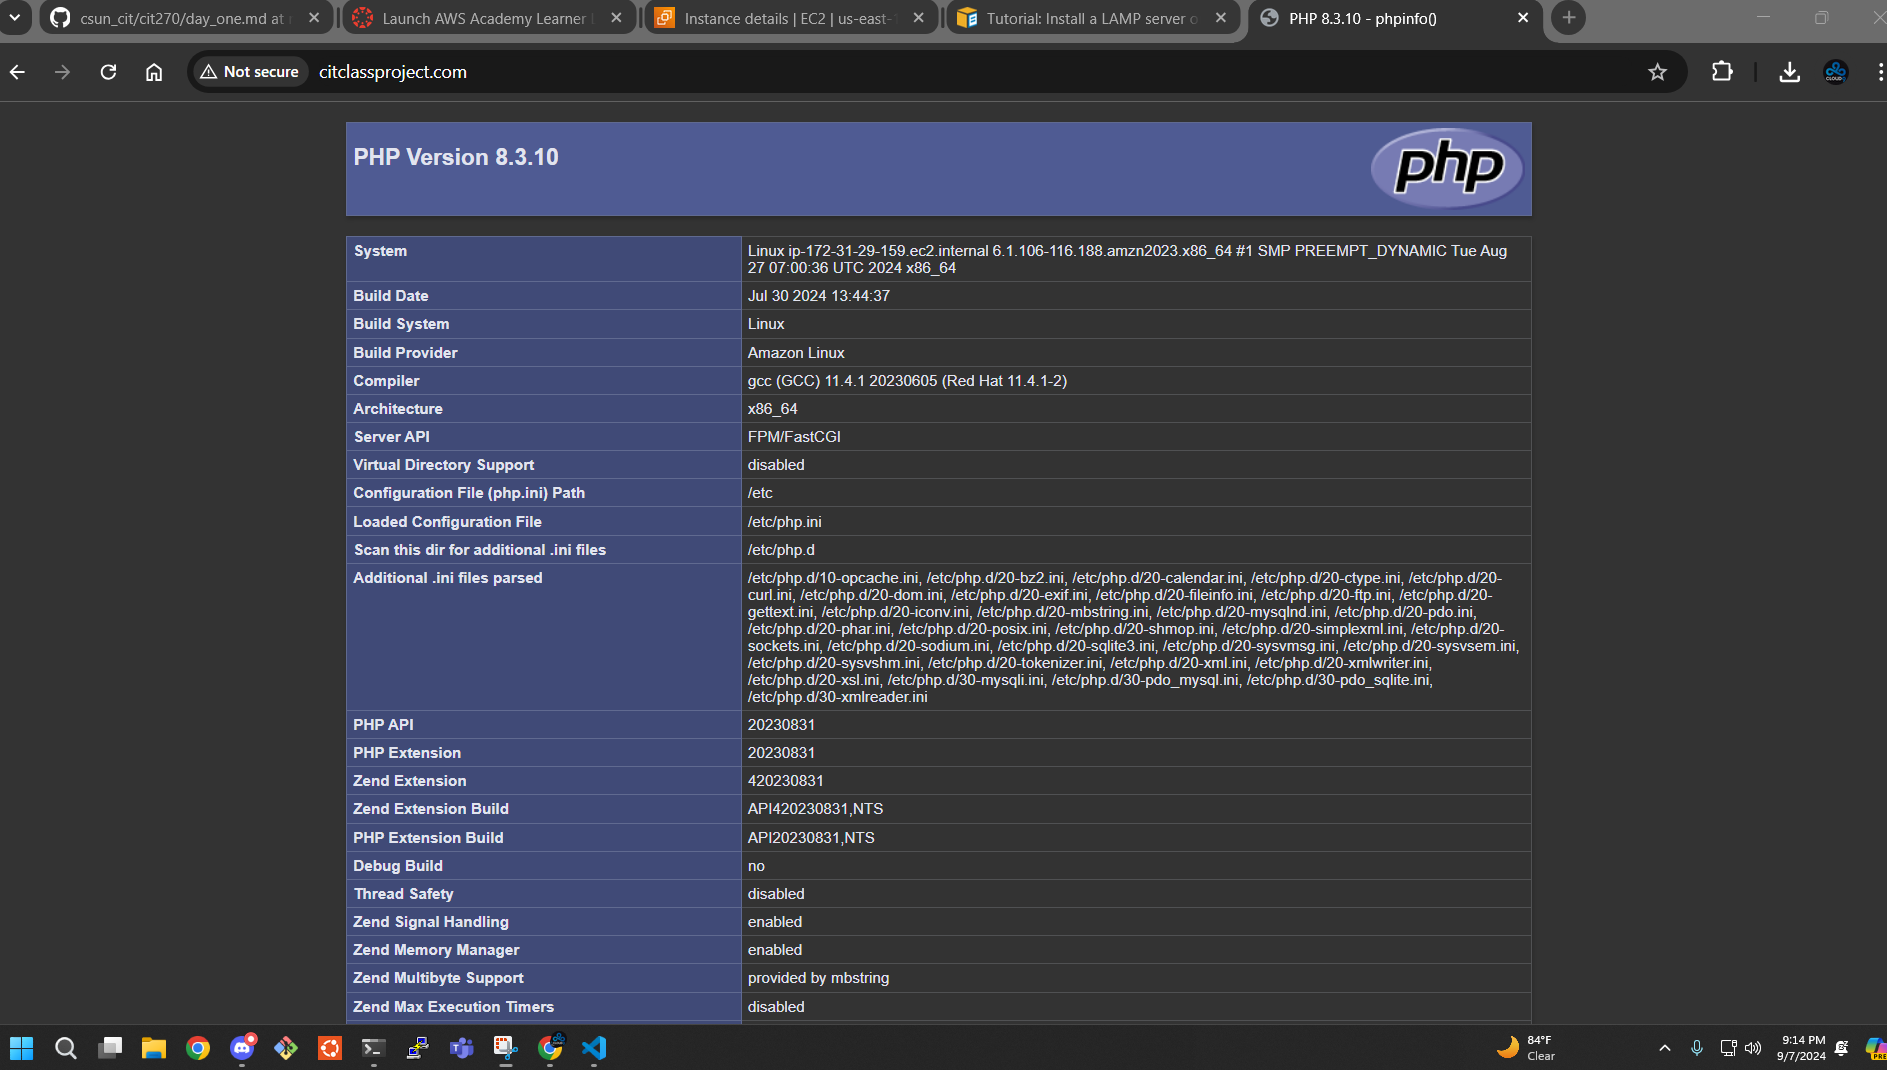 csun_cit/cit270/day_one.md at
Launch AWS Academy Learner
Instance details | EC2 | us-east-
Tutorial: Install a LAMP server o
PHP 8.3.10 - phpinfo()
Not secure
citclassproject.com
PHP Version 8.3.10
php
System
Linux ip-172-31-29-159.ec2.internal 6.1.106-116.188.amzn2023.x86_64 #1 SMP PREEMPT_DYNAMIC Tue Aug
27 07:00:36 UTC 2024 x86_64
Build Date
Jul 30 2024 13:44:37
Build System
Linux
Build Provider
Amazon Linux
Compiler
gcc (GCC) 11.4.1 20230605 (Red Hat 11.4.1-2)
Architecture
x86_64
Server API
FPM/FastCGI
Virtual Directory Support
disabled
Configuration File (php.ini) Path
/etc
Loaded Configuration File
/etc/php.ini
Scan this dir for additional .ini files
/etc/php.d
Additional .ini files parsed
/etc/php.d/10-opcache.ini, /etc/php.d/20-bz2.ini, /etc/php.d/20-calendar.ini, /etc/php.d/20-ctype.ini, /etc/php.d/20-
curl.ini, /etc/php.d/20-dom.ini, /etc/php.d/20-exif.ini, /etc/php.d/20-fileinfo.ini, /etc/php.d/20-ftp.ini, /etc/php.d/20-
gettext.ini, /etc/php.d/20-iconv.ini, /etc/php.d/20-mbstring.ini, /etc/php.d/20-mysqlnd.ini, /etc/php.d/20-pdo.ini,
/etc/php.d/20-phar.ini, /etc/php.d/20-posix.ini, /etc/php.d/20-shmop.ini, /etc/php.d/20-simplexml.ini, /etc/php.d/20-
sockets.ini, /etc/php.d/20-sodium.ini, /etc/php.d/20-sqlite3.ini, /etc/php.d/20-sysvmsg.ini, /etc/php.d/20-sysvsem.ini,
/etc/php.d/20-sysvshm.ini, /etc/php.d/20-tokenizer.ini, /etc/php.d/20-xml.ini, /etc/php.d/20-xmlwriter.ini,
/etc/php.d/20-xsl.ini, /etc/php.d/30-mysqli.ini, /etc/php.d/30-pdo_mysql.ini, /etc/php.d/30-pdo_sqlite.ini,
/etc/php.d/30-xmlreader.ini
PHP API
20230831
PHP Extension
20230831
Zend Extension
420230831
Zend Extension Build
API420230831,NTS
PHP Extension Build
API20230831,NTS
Debug Build
no
Thread Safety
disabled
Zend Signal Handling
enabled
Zend Memory Manager
enabled
Zend Multibyte Support
provided by mbstring
Zend Max Execution Timers
disabled
84°F
Clear
9:14 PM
9/7/2024